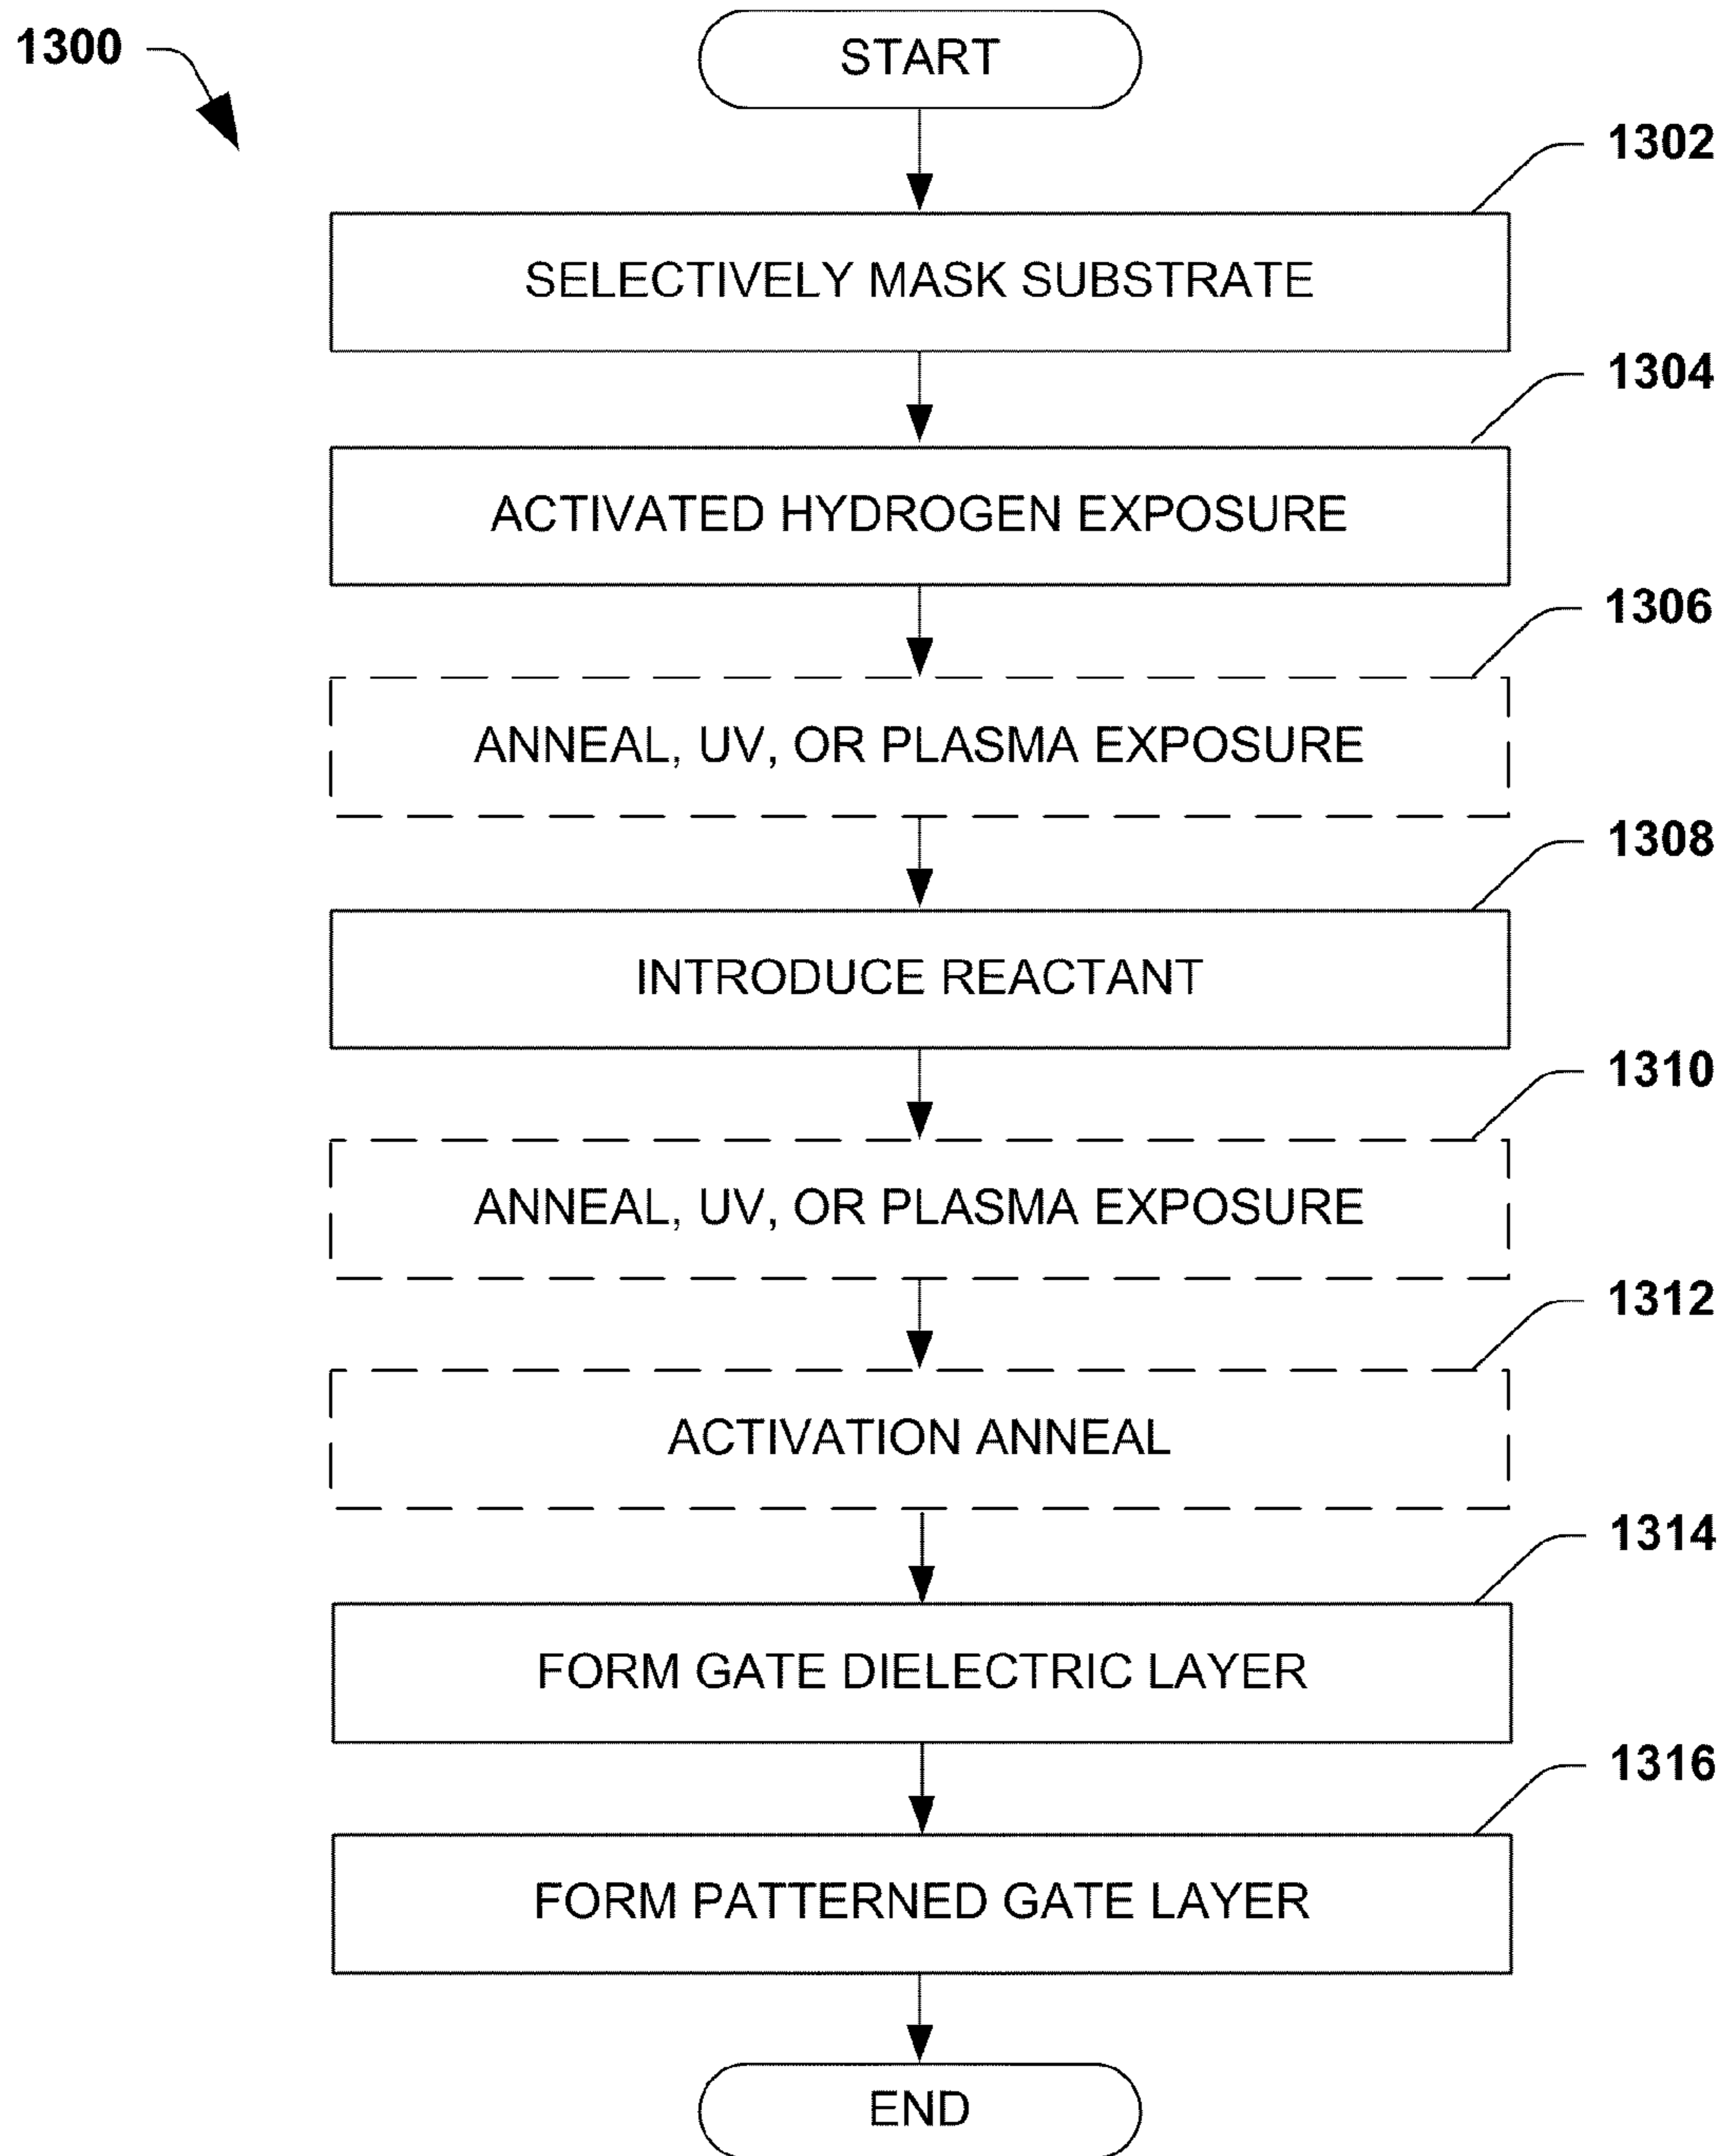 1300
START
1302
SELECTIVELY MASK SUBSTRATE
1304
ACTIVATED HYDROGEN EXPOSURE
1306
ANNEAL, UV, OR PLASMA EXPOSURE
1308
INTRODUCE REACTANT
1310
ANNEAL, UV, OR PLASMA EXPOSURE
1312
ACTIVATION ANNEAL
1314
FORM GATE DIELECTRIC LAYER
1316
FORM PATTERNED GATE LAYER
END